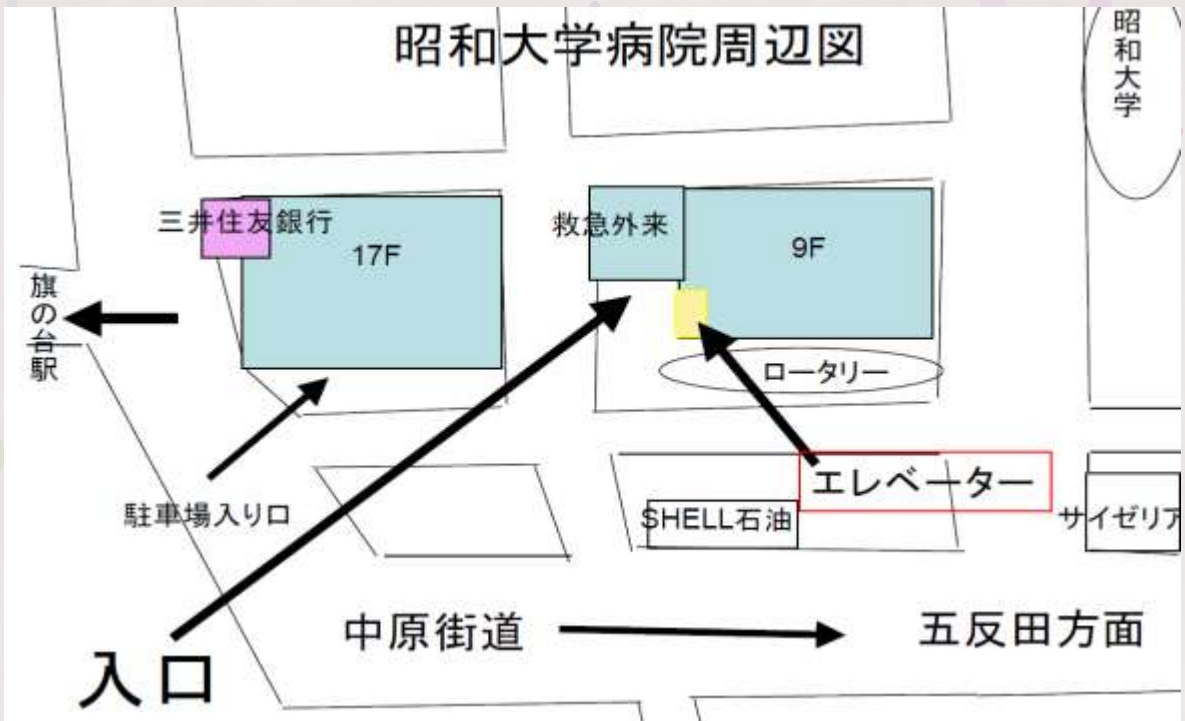 昭和大学病院周辺図
昭和大学
三井住友銀行
17F
救急外来
9F
旗の台駅
ロータリー
エレベーター
駐車場入り口
SHELL石油
サイゼリア
中原街道
五反田方面
入口